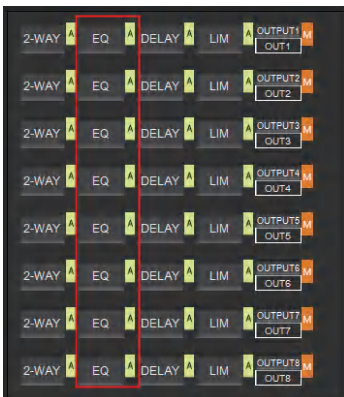 2-WAY A EQ A DELAY A LIM A OUTPUT1 M
OUT1
2-WAY A EQ A DELAY A LIM A OUTPUT2 M
OUT2
2-WAY A EQ A DELAY A LIM A OUTPUT3 M
OUT3
2-WAY A EQ A DELAY A LIM A OUTPUT4 M
OUT4
2-WAY A EQ A DELAY A LIM A OUTPUT5 M
OUT5
2-WAY A EQ A DELAY A LIM A OUTPUT6 M
OUT6
2-WAY A EQ A DELAY A LIM A OUTPUT7 M
OUT7
2-WAY A EQ A DELAY A LIM A OUTPUT8 M
OUT8